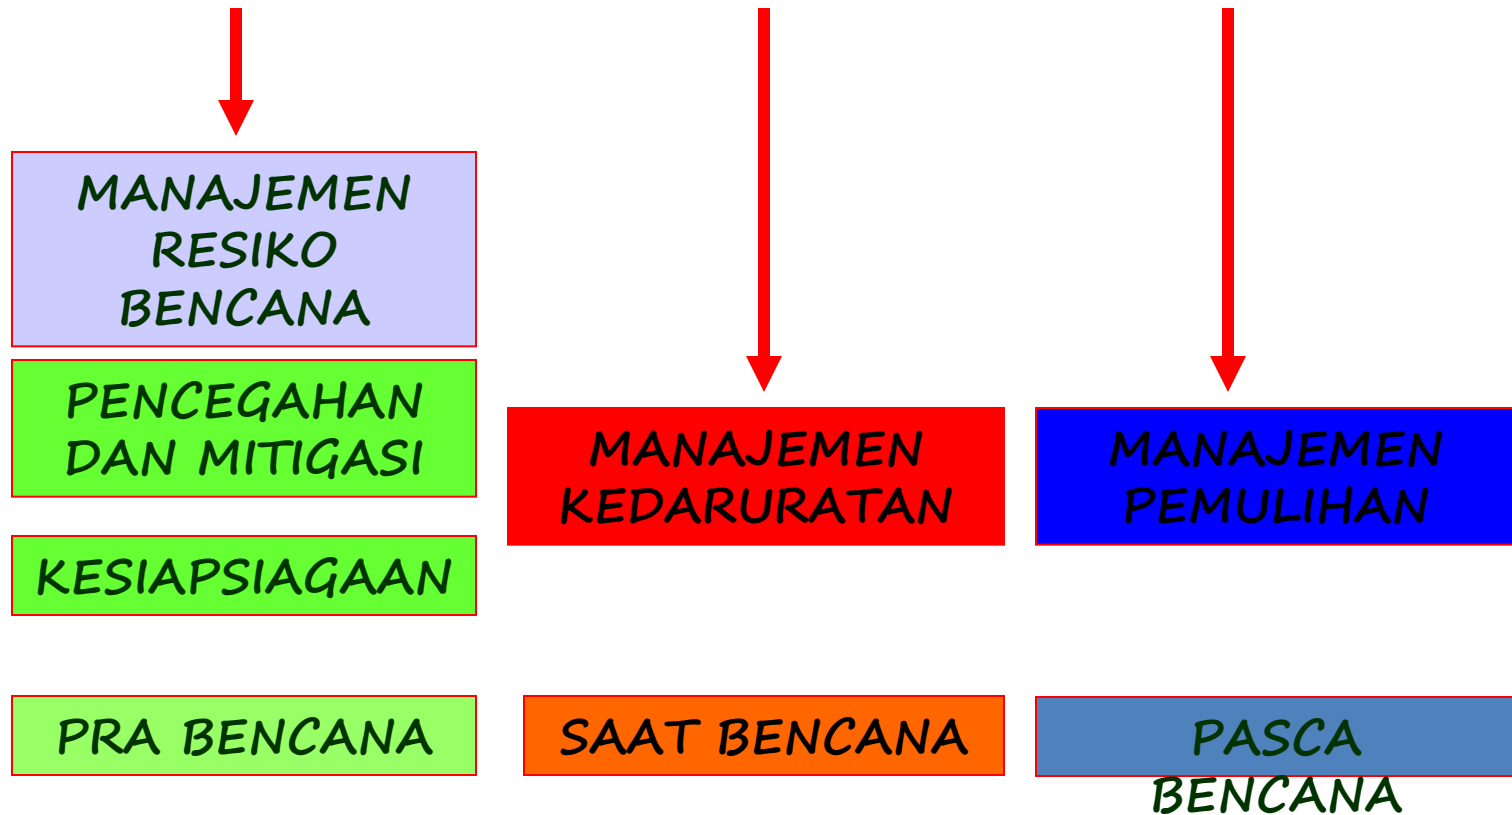 MANAJEMEN
RESIKO
BENCANA
PENCEGAHAN
DAN MITIGASI
KESIAPSIAGAAN
MANAJEMEN
KEDARURATAN
MANAJEMEN
PEMULIHAN
PRA BENCANA
SAAT BENCANA
PASCA
BENCANA